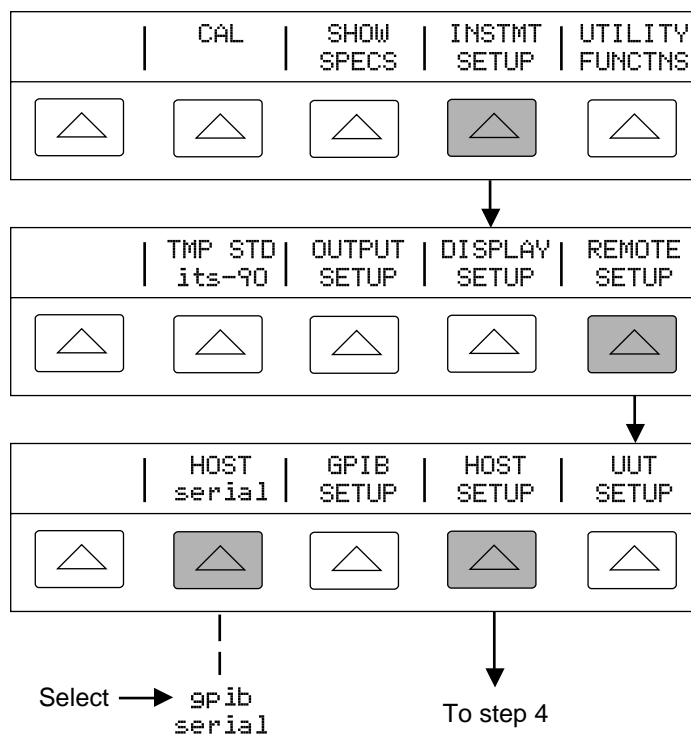 CAL | SHOW | INSTMT | UTILITY
SPECS | SETUP | FUNCTNS
TMP STD | OUTPUT | DISPLAY | REMOTE
its-90 | SETUP | SETUP | SETUP
HOST | GPIB | HOST | UUT
serial | SETUP | SETUP | SETUP
Select gpib
serial
To step 4